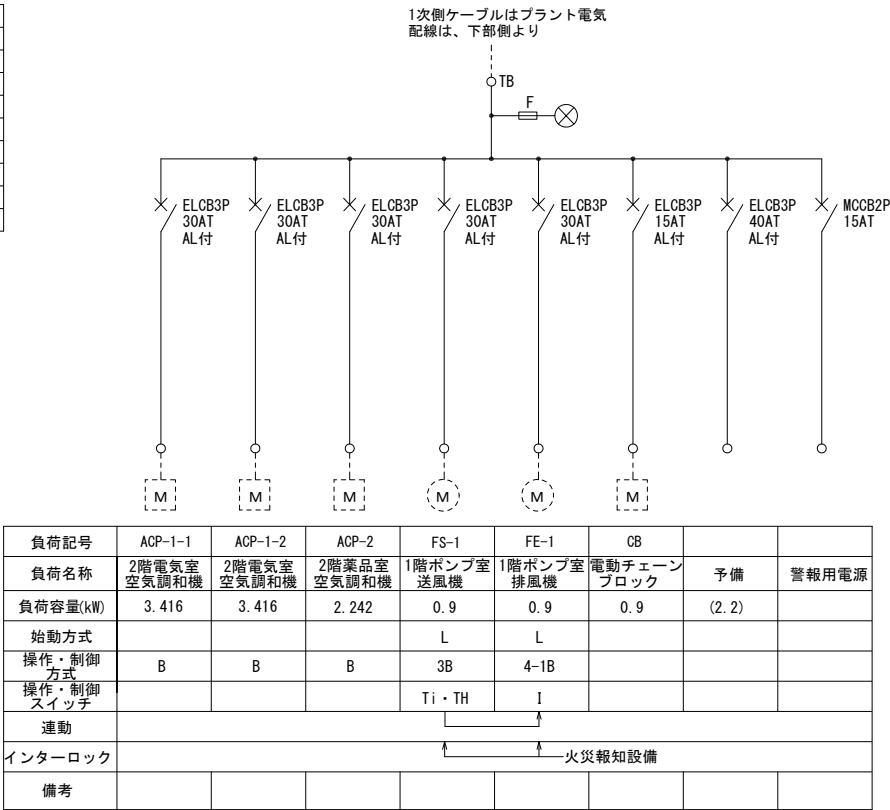 1次側ケーブルはプラント電気
配線は、下部側より
TB
F
ELCB3P
30AT
AL付
ELCB3P
30AT
AL付
ELCB3P
30AT
AL付
ELCB3P
30AT
AL付
ELCB3P
30AT
AL付
ELCB3P
15AT
AL付
ELCB3P
40AT
AL付
MCCB2P
15AT
M M M M M M
負荷記号 ACP-1-1 ACP-1-2 ACP-2 FS-1 FE-1 CB
負荷名称 2階電気室 2階電気室 2階薬品室 1階ポンプ室 1階ポンプ室 電動チェーン 予備 警報用電源
空気調和機 空気調和機 空気調和機 送風機 排風機 ブロック
負荷容量(kW) 3.416 3.416 2.242 0.9 0.9 0.9 (2.2)
始動方式 L L
操作・制御
方式 B B B 3B 4-1B
操作・制御
スイッチ Ti・TH I
連動
インターロック 火災報知設備
備考